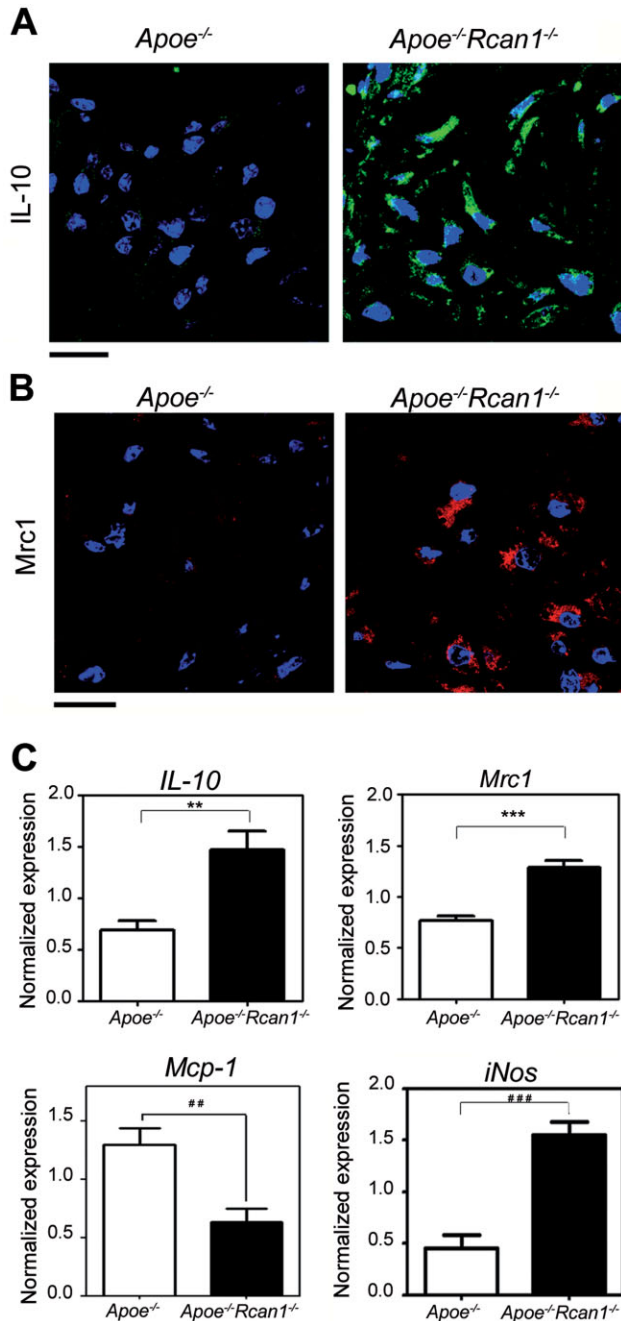 A
Apoe-/- Apoe-/-Rcan1-/-
IL-10
B
Apoe-/- Apoe-/-Rcan1-/-
Mrc1
C
IL-10
Normalized expression
2.0
1.5
1.0
0.5
0.0
**
Apoe-/- Apoe-/-Rcan1-/-
Mrc1
Normalized expression
2.0
1.5
1.0
0.5
0.0
***
Apoe-/- Apoe-/-Rcan1-/-
Mcp-1
Normalized expression
1.5
1.0
0.5
0.0
##
Apoe-/- Apoe-/-Rcan1-/-
iNos
Normalized expression
2.0
1.5
1.0
0.5
0.0
###
Apoe-/- Apoe-/-Rcan1-/-